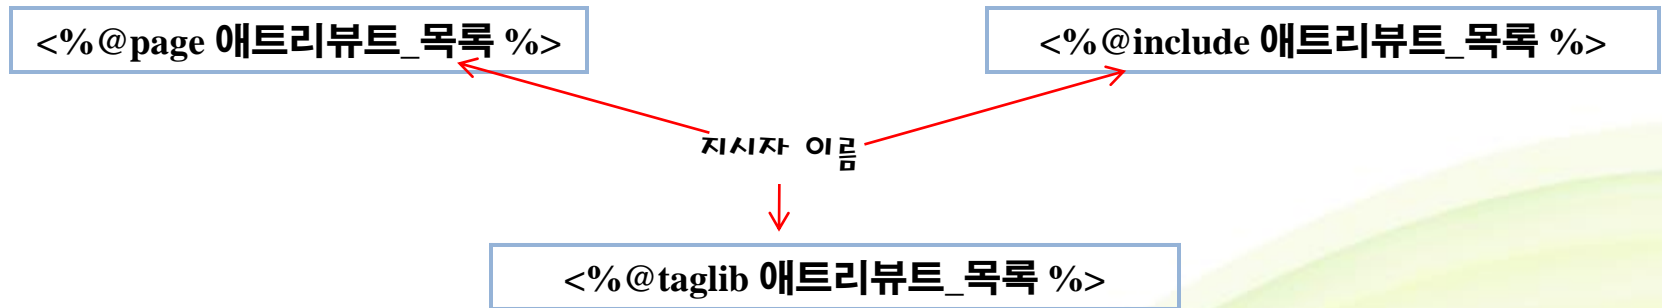 <%@page 애트리뷰트_목록 %>
<%@include 애트리뷰트_목록 %>
지시자 이름
<%@taglib 애트리뷰트_목록 %>